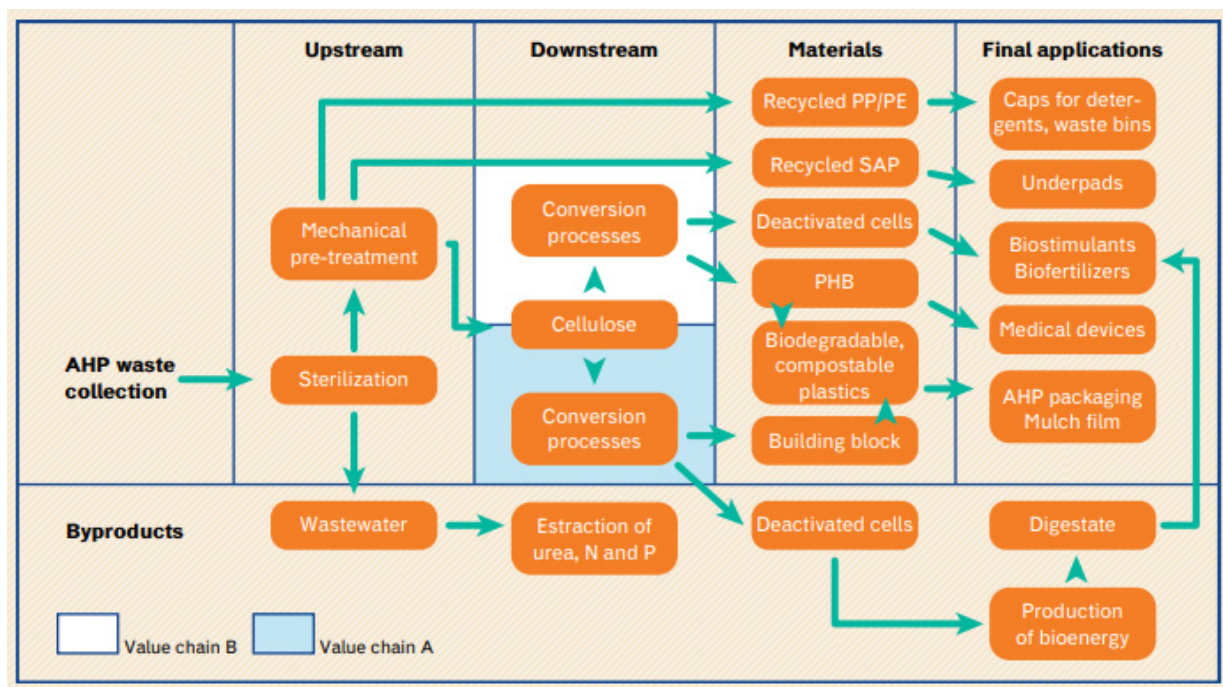 Upstream
Downstream
Materials
Final applications
Recycled PP/PE
Caps for deter-
gents, waste bins
Recycled SAP
Underpads
Mechanical
pre-treatment
Conversion
processes
Deactivated cells
Biostimulants
Biofertilizers
PHB
Cellulose
Biodegradable,
compostable
plastics
Medical devices
AHP waste
collection
Sterilization
Conversion
processes
Building block
AHP packaging
Mulch film
Byproducts
Wastewater
Extraction of
urea, N and P
Deactivated cells
Digestate
Production
of bioenergy
Value chain B
Value chain A